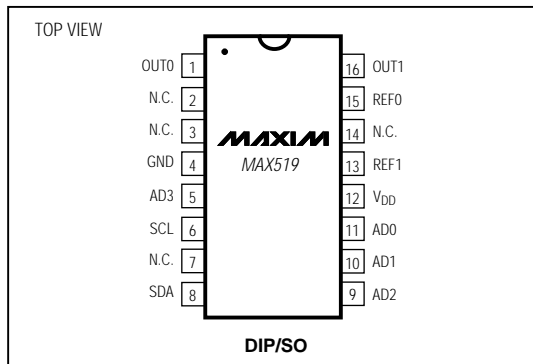 TOP VIEW
OUT0 1
16 OUT1
N.C. 2
15 REF0
N.C. 3
14 N.C.
MAXIM
GND 4
MAX519
13 REF1
AD3 5
12 VDD
SCL 6
11 AD0
N.C. 7
10 AD1
SDA 8
9 AD2
DIP/SO